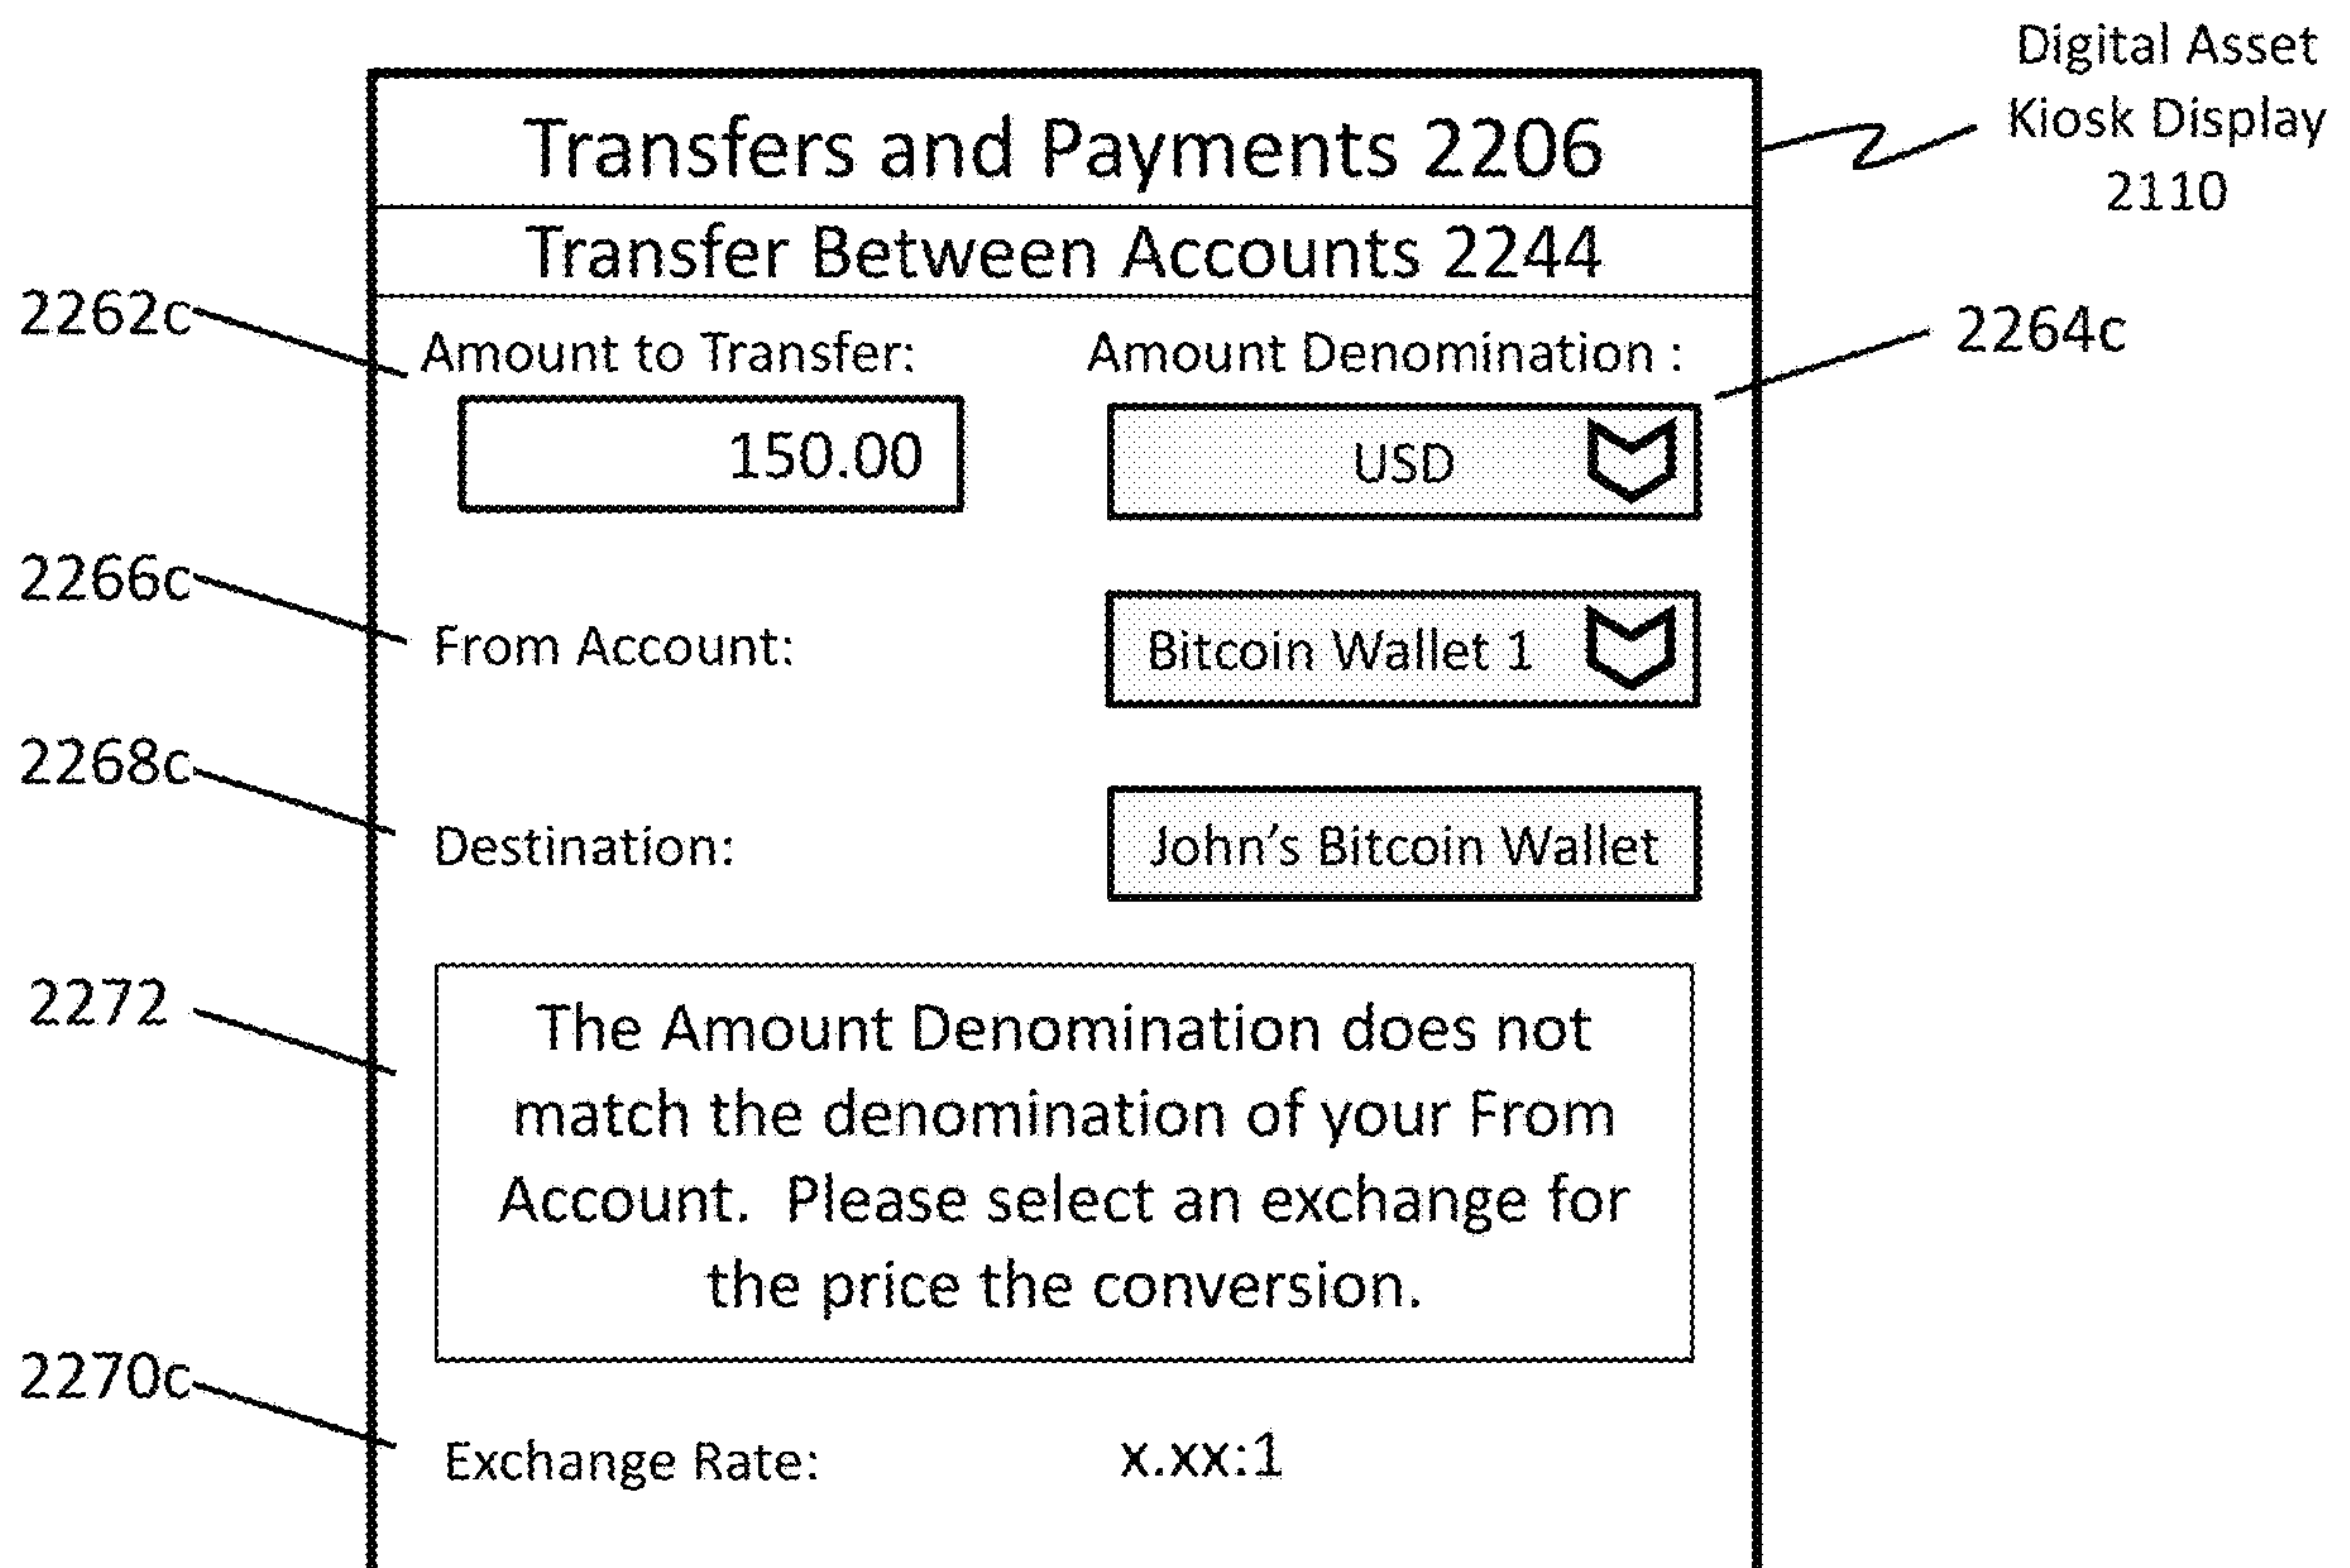 Digital Asset
Kiosk Display
2110
Transfers and Payments 2206
Transfer Between Accounts 2244
2262c
2264c
Amount to Transfer: Amount Denomination :
150.00 USD
2266c
From Account: Bitcoin Wallet 1
2268c
Destination: John's Bitcoin Wallet
2272
The Amount Denomination does not
match the denomination of your From
Account. Please select an exchange for
the price the conversion.
2270c
Exchange Rate: x.xx:1